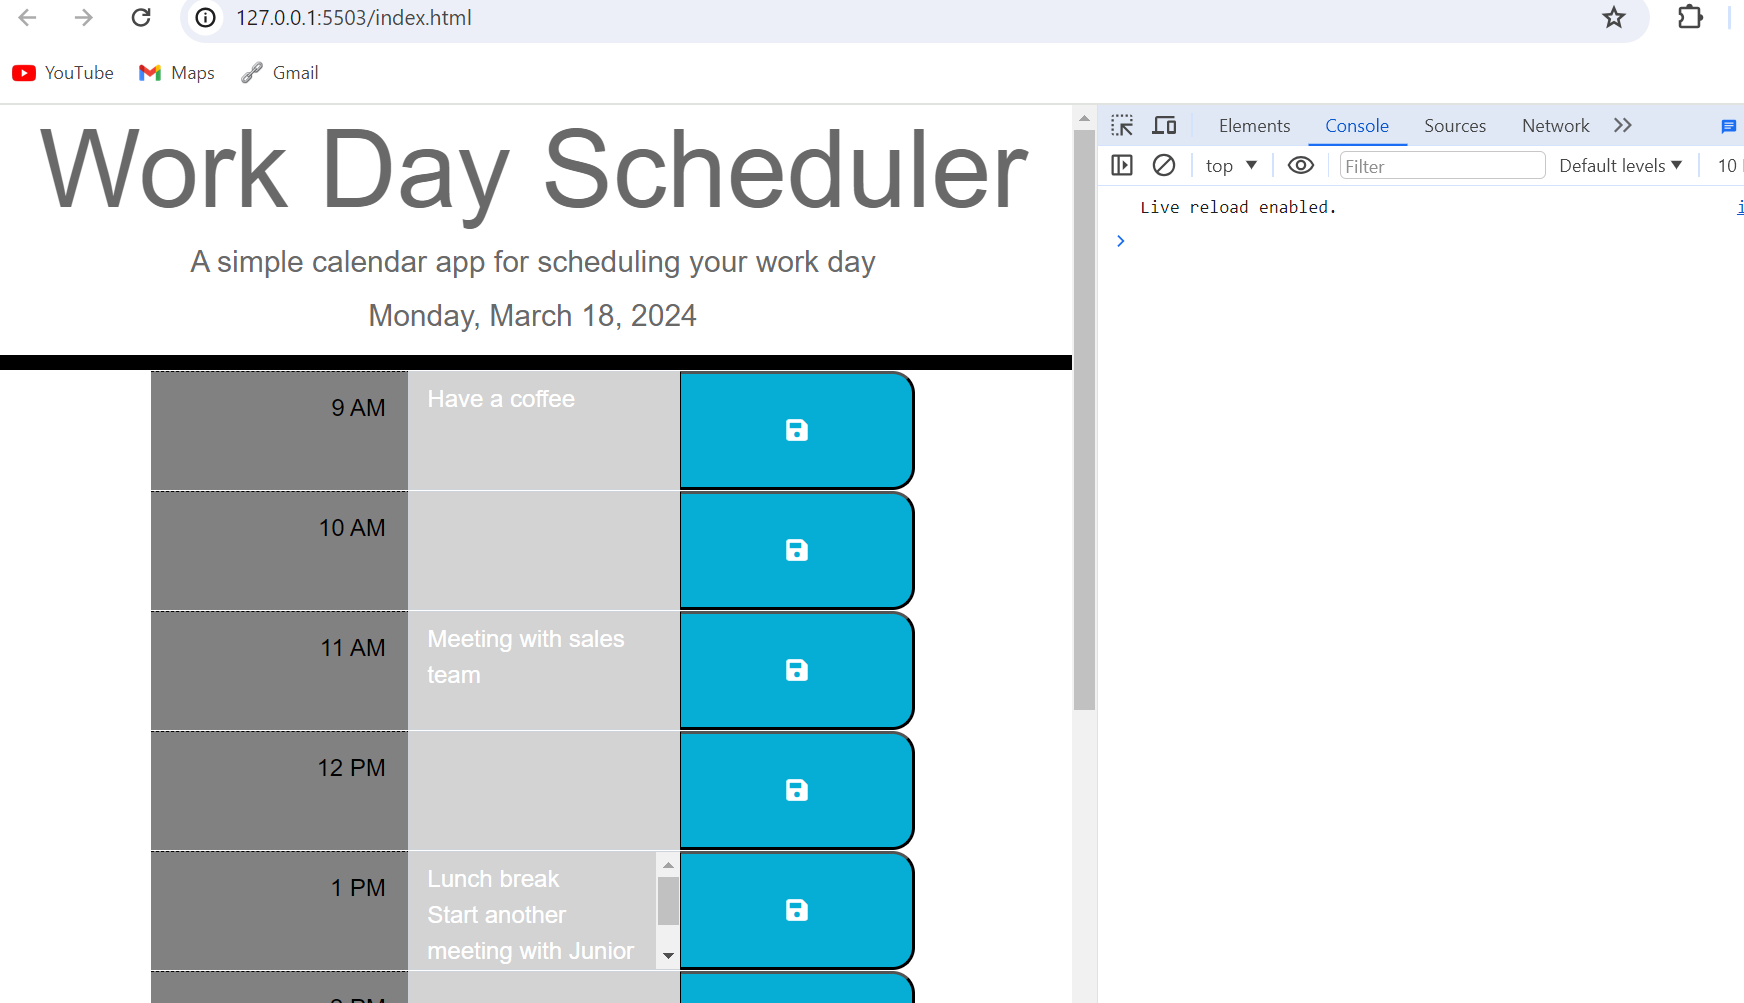 127.0.0.1:5503/index.html
YouTube Maps Gmail
Work Day Scheduler
A simple calendar app for scheduling your work day
Monday, March 18, 2024
9 AM Have a coffee
10 AM
11 AM Meeting with sales
team
12 PM
1 PM Lunch break
Start another
meeting with Junior
Elements Console Sources Network
top Filter Default levels 10
Live reload enabled. i